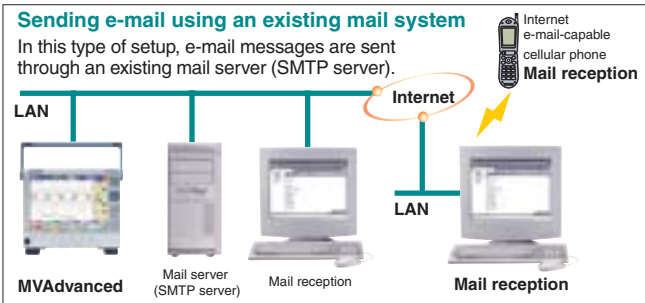 Sending e-mail using an existing mail system
In this type of setup, e-mail messages are sent
through an existing mail server (SMTP server).
Internet
e-mail-capable
cellular phone
Mail reception
LAN
Internet
LAN
MVAdvanced
Mail server
(SMTP server)
Mail reception
Mail reception